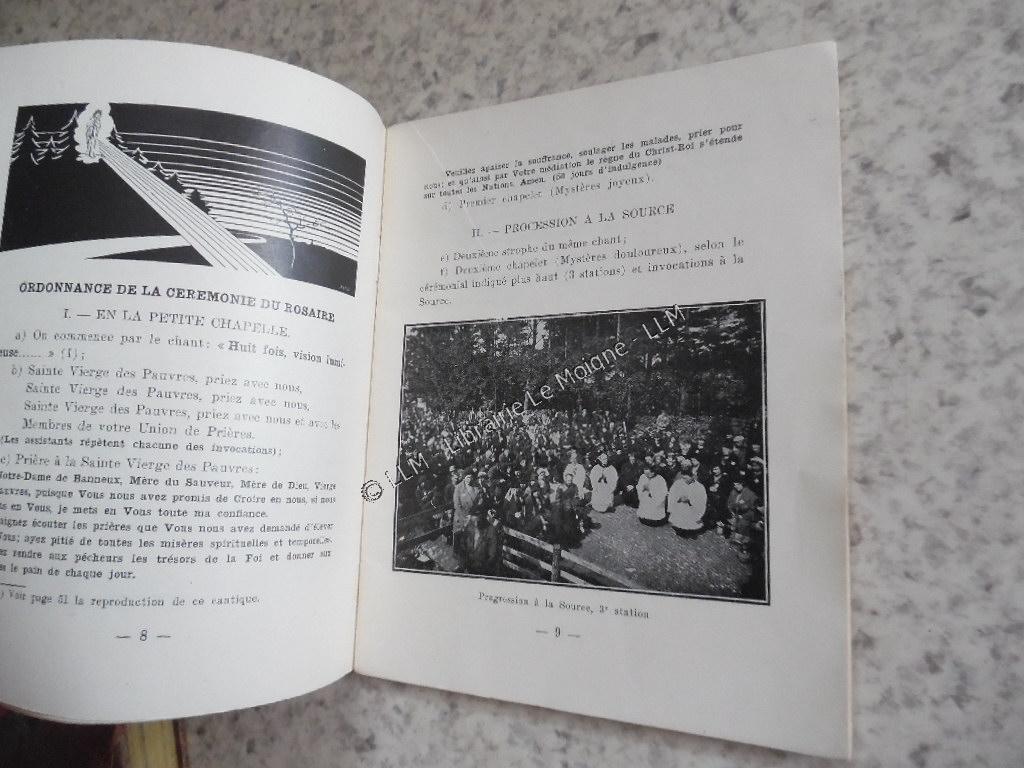 ORDONNANCE DE LA CEREMONIE DU ROSAIRE
I. — EN LA PETITE CHAPELLE.
a) On commence par le chant: « Huit fois, vision lumi-
euse...... » (1);
b) Sainte Vierge des Pauvres, priez avec nous,
Sainte Vierge des Pauvres, priez avec nous,
Sainte Vierge des Pauvres, priez avec nous et avec les
Membres de votre Union de Prières.
(Les assistants répètent chacune des invocations);
c) Prière à la Sainte Vierge des Pauvres:
otre-Dame de Banneux, Mère du Sauveur, Mère de Dieu, Vierge
auvres, puisque Vous nous avez promis de Croire en nous, si nous
ns en Vous, je mets en Vous toute ma confiance.
aignez écouter les prières que Vous nous avez demandé d'élever
Vous; ayez pitié de toutes les misères spirituelles et temporelles.
ez rendre aux pécheurs les trésors de la Foi et donner aux
es le pain de chaque jour.
) Voir page 51 la reproduction de ce cantique.
— 8 —
Veuillez apaiser la souffrance, soulager les malades, prier pour
nous; et qu'ainsi par Votre médiation le règne du Christ-Roi s'étende
sur toutes les Nations. Amen. (50 jours d'indulgence)
d) Premier chapelet (Mystères joyeux).
II. — PROCESSION A LA SOURCE
e) Deuxième strophe du même chant;
f) Deuxième chapelet (Mystères douloureux), selon le
cérémonial indiqué plus haut (3 stations) et invocations à la
Source.
© LLM - Librairie Le Moigne - LLM
Progression à la Source, 3e station
— 9 —